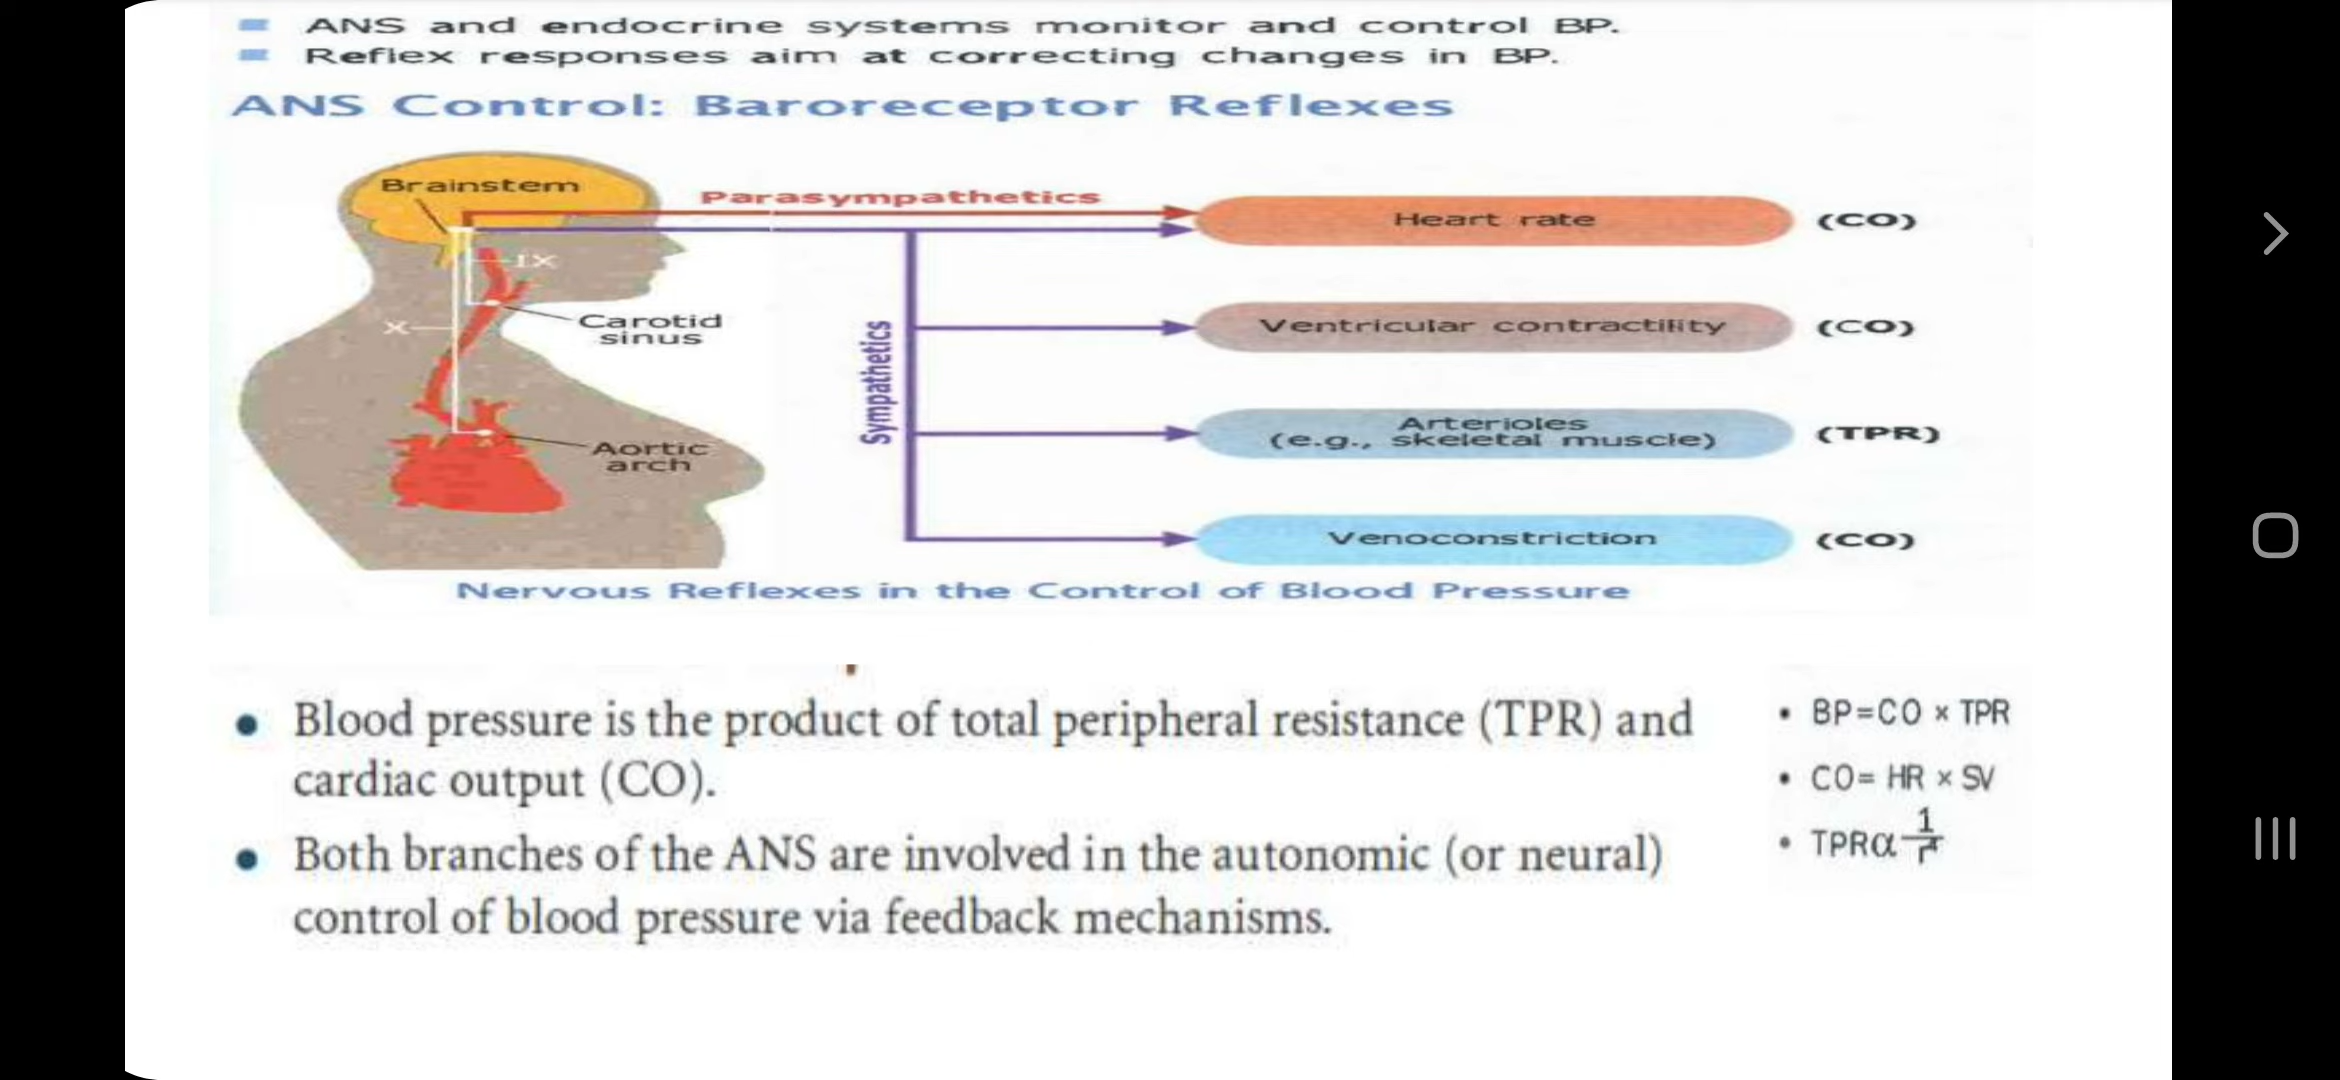 ANS and endocrine systems monitor and control BP.
Reflex responses aim at correcting changes in BP.
ANS Control: Baroreceptor Reflexes
Brainstem
Parasympathetics
Heart rate
(CO)
IX
X
Carotid
sinus
Sympathetics
Ventricular contractility
(CO)
Arterioles
(e.g., skeletal muscle)
(TPR)
Aortic
arch
Venoconstriction
(CO)
Nervous Reflexes in the Control of Blood Pressure
• Blood pressure is the product of total peripheral resistance (TPR) and
cardiac output (CO).
• Both branches of the ANS are involved in the autonomic (or neural)
control of blood pressure via feedback mechanisms.
• BP=CO × TPR
• CO= HR × SV
• TPRα 1/r